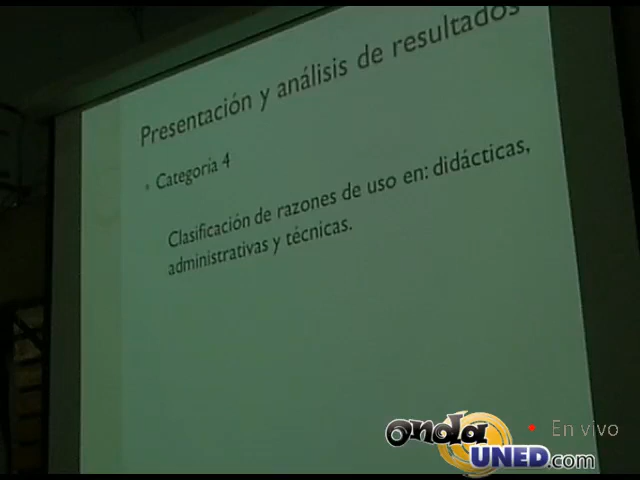 Presentación y análisis de resultados
• Categoría 4
Clasificación de razones de uso en: didácticas,
administrativas y técnicas.
En vivo
onda
UNED.com